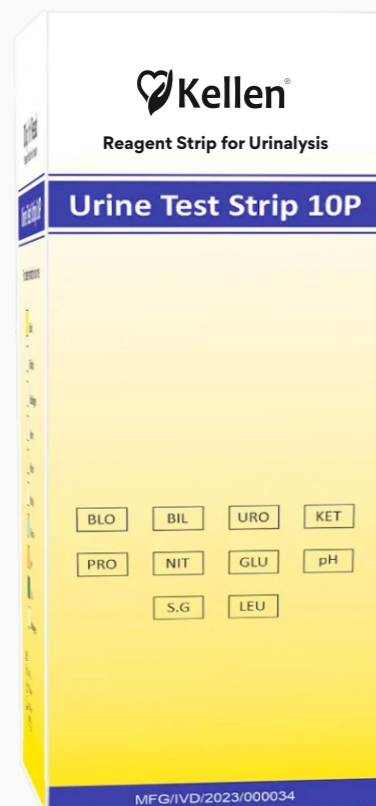 Kellen®
Reagent Strip for Urinalysis
Urine Test Strip 10P
BLO BIL URO KET
PRO NIT GLU pH
S.G LEU
MFG/IVD/2023/000034